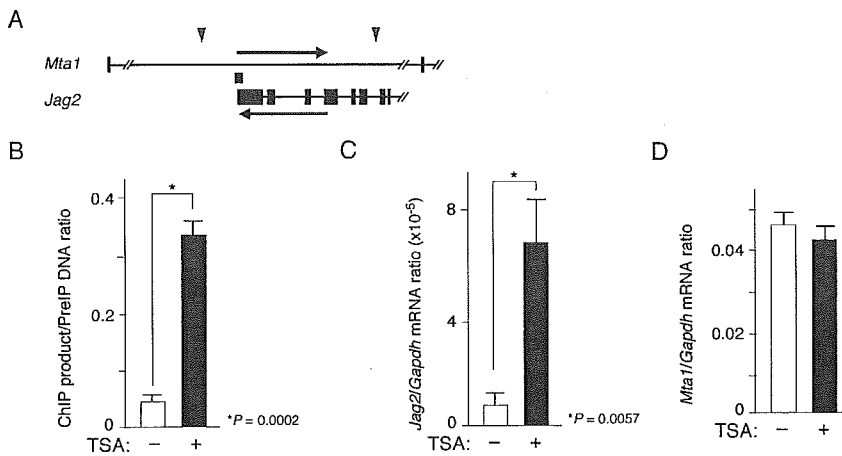 A
Mta1
Jag2
B
ChIP product/PreIP DNA ratio
0.4
0.2
0
*
*P = 0.0002
TSA: − +
C
Jag2/Gapdh mRNA ratio (x10-5)
8
4
0
*
*P = 0.0057
TSA: − +
D
Mta1/Gapdh mRNA ratio
0.04
0.02
0
TSA: − +